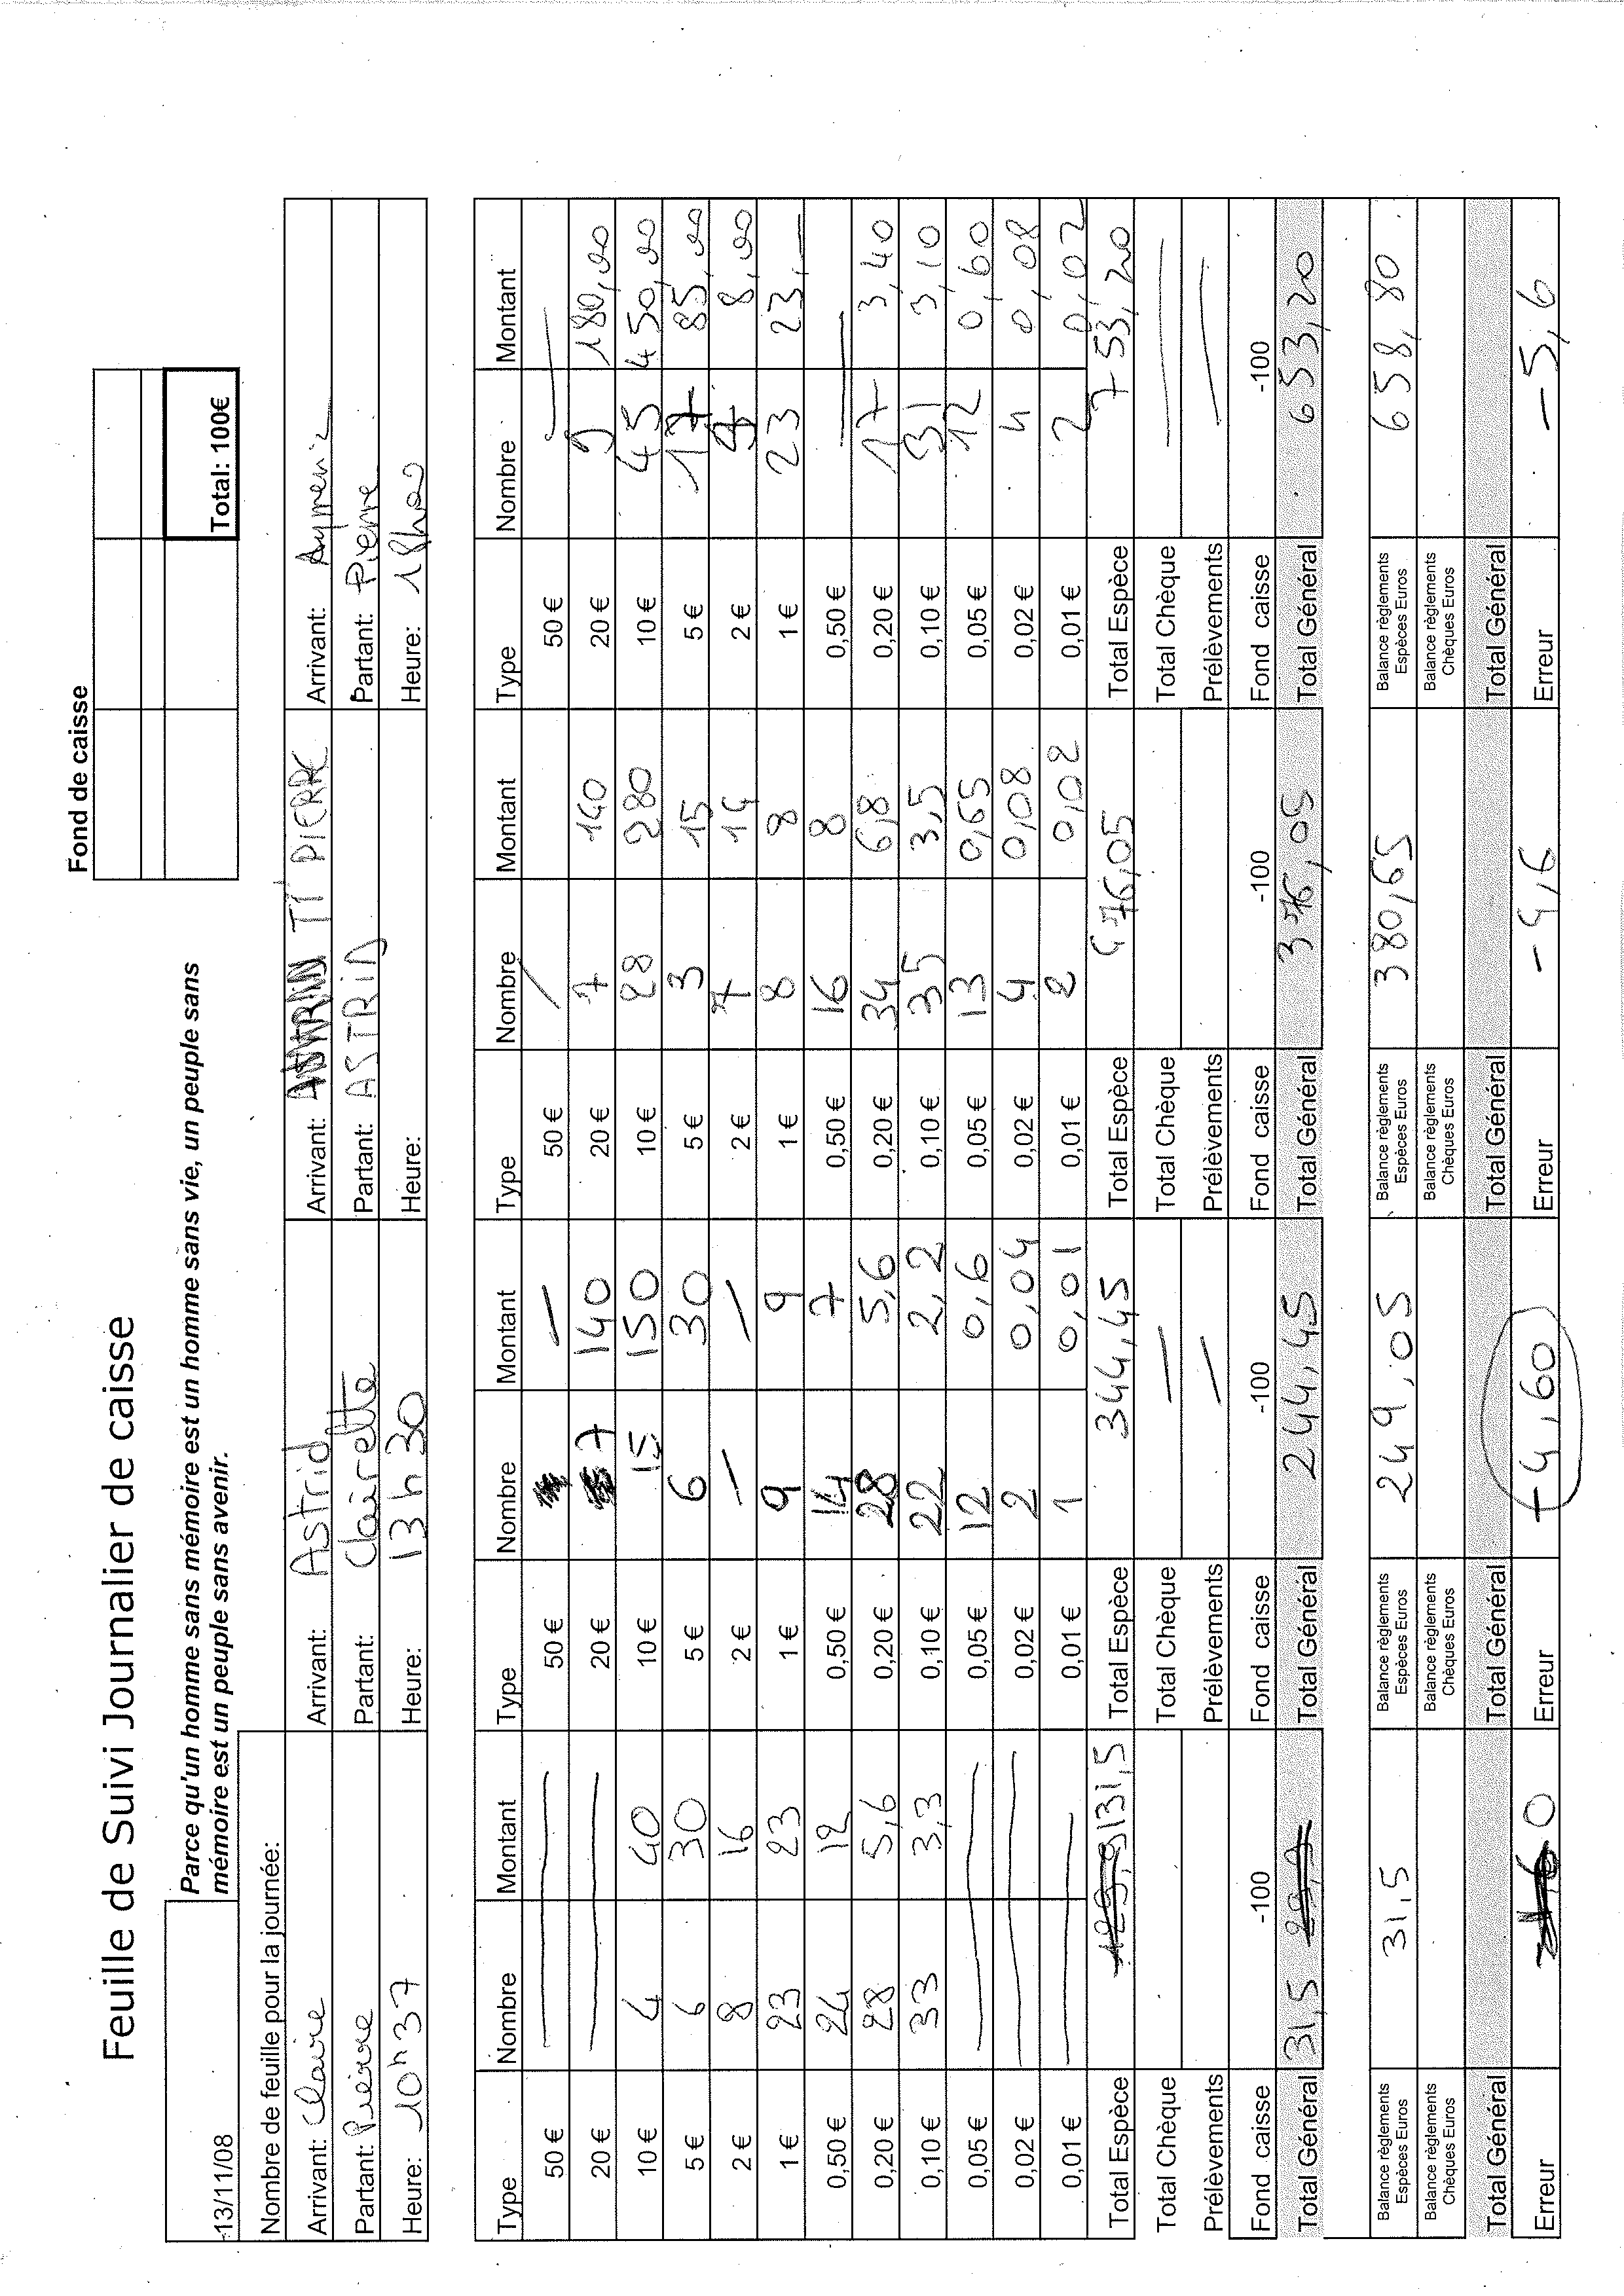 Feuille de Suivi Journalier de caisse
Fond de caisse
Total: 100€
Parce qu'un homme sans mémoire est un homme sans vie, un peuple sans
mémoire est un peuple sans avenir.
13/11/08
Nombre de feuille pour la journée:
Arrivant: Claire Arrivant: Astrid Arrivant: TI PIERRE Arrivant: Aymeric
Partant: Pierre Partant: Clairette Partant: ASTRID Partant: Pierre
Heure: 10h37 Heure: 13h30 Heure: Heure: 18h00
Type Nombre Montant Type Nombre Montant Type Nombre Montant Type Nombre Montant
50 € — — 50 € — 50 € / 50 € —
20 € — — 20 € 7 140 20 € 7 140 20 € 9 180,00
10 € 4 40 10 € 15 150 10 € 28 280 10 € 45 450,00
5 € 6 30 5 € 6 30 5 € 3 15 5 € 17 85,00
2 € 8 16 2 € / / 2 € 7 14 2 € 4 8,00
1 € 23 23 1 € 9 9 1 € 8 8 1 € 23 23,—
0,50 € 24 12 0,50 € 14 7 0,50 € 16 8 0,50 € —
0,20 € 28 5,6 0,20 € 28 5,6 0,20 € 34 6,8 0,20 € 17 3,40
0,10 € 33 3,3 0,10 € 22 2,2 0,10 € 35 3,5 0,10 € 31 3,10
0,05 € — 0,05 € 12 0,6 0,05 € 13 0,65 0,05 € 12 0,60
0,02 € — 0,02 € 2 0,04 0,02 € 4 0,08 0,02 € 4 0,08
0,01 € — 0,01 € 1 0,01 0,01 € 2 0,02 0,01 € 2 0,02
Total Espèce 131,5 Total Espèce 344,45 Total Espèce 476,05 Total Espèce 753,20
Total Chèque Total Chèque — Total Chèque Total Chèque —
Prélèvements Prélèvements — Prélèvements Prélèvements —
Fond caisse -100 Fond caisse -100 Fond caisse -100 Fond caisse -100
Total Général 31,5 29,9 Total Général 244,45 Total Général 376,05 Total Général 653,20
Balance règlements Espèces Euros 31,5 Balance règlements Espèces Euros 249,05 Balance règlements Espèces Euros 380,65 Balance règlements Espèces Euros 658,80
Balance règlements Chèques Euros Balance règlements Chèques Euros Balance règlements Chèques Euros Balance règlements Chèques Euros
Total Général Total Général Total Général Total Général
Erreur 0 Erreur -4,60 Erreur -4,6 Erreur -5,6